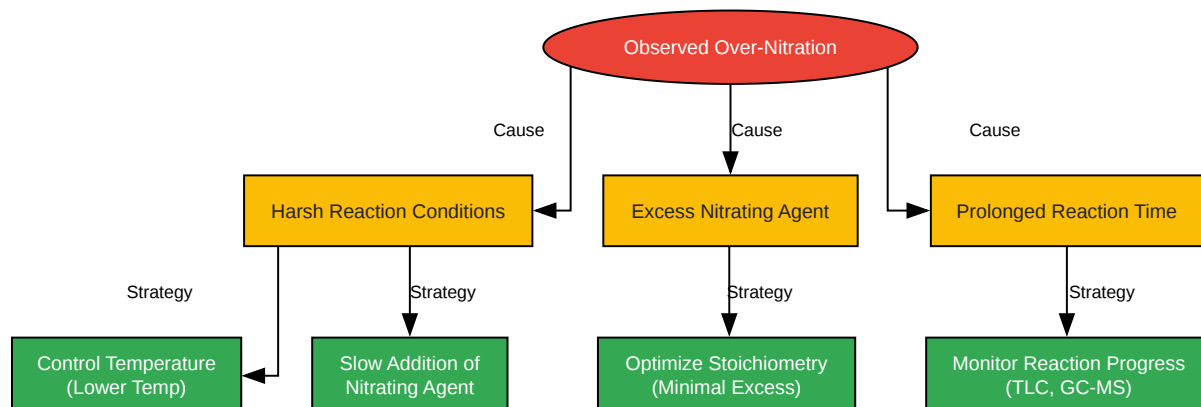 Observed Over-Nitration
Cause
Cause
Cause
Harsh Reaction Conditions
Excess Nitrating Agent
Prolonged Reaction Time
Strategy
Strategy
Strategy
Strategy
Control Temperature
(Lower Temp)
Slow Addition of
Nitrating Agent
Optimize Stoichiometry
(Minimal Excess)
Monitor Reaction Progress
(TLC, GC-MS)